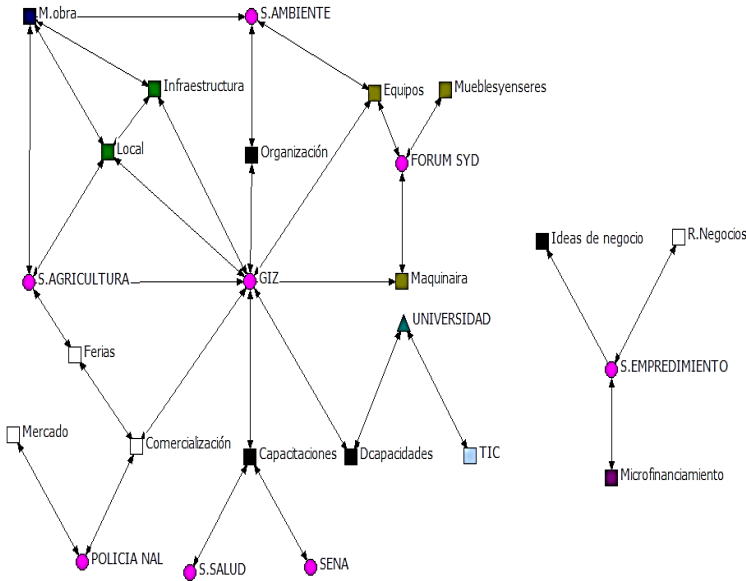 M.obra
S.AMBIENTE
Infraestructura
Equipos
Mueblesyenseres
Local
Organización
FORUM SYD
Ideas de negocio
R.Negocios
S.AGRICULTURA
GIZ
Maquinaira
UNIVERSIDAD
Ferias
S.EMPREDIMIENTO
Mercado
Comercialización
Capacitaciones
Dcapacidades
TIC
Microfinanciamiento
POLICIA NAL
S.SALUD
SENA